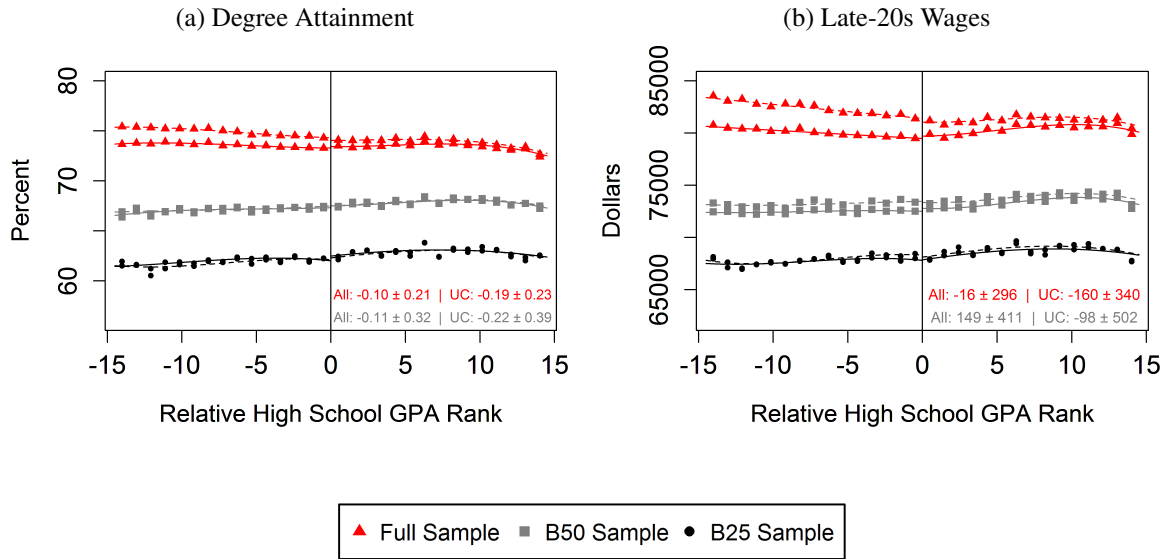 (a) Degree Attainment
80
70
60
Percent
All: -0.10 ± 0.21 | UC: -0.19 ± 0.23
All: -0.11 ± 0.32 | UC: -0.22 ± 0.39
-15 -10 -5 0 5 10 15
Relative High School GPA Rank
(b) Late-20s Wages
85000
75000
65000
Dollars
All: -16 ± 296 | UC: -160 ± 340
All: 149 ± 411 | UC: -98 ± 502
-15 -10 -5 0 5 10 15
Relative High School GPA Rank
Full Sample B50 Sample B25 Sample